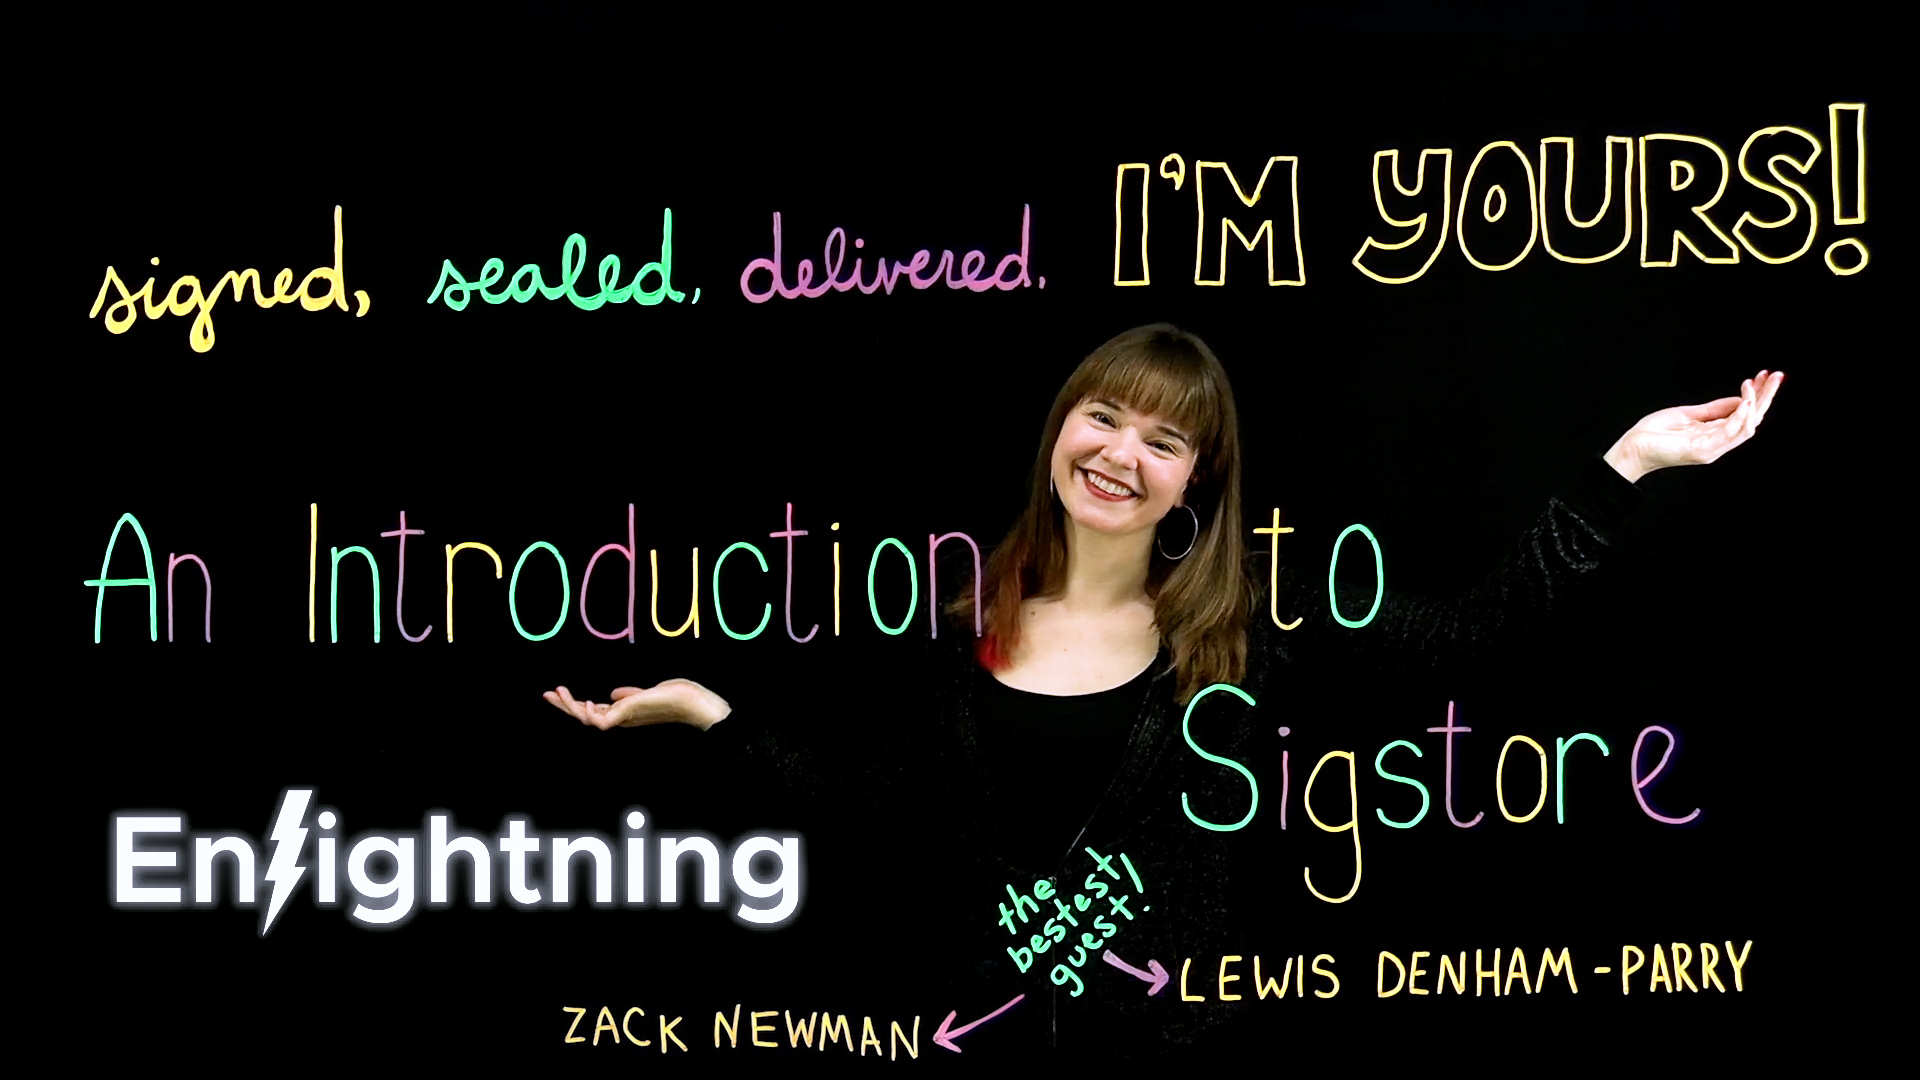 signed, sealed, delivered, I'M YOURS!
An Introduction to
Sigstore
Enlightning
the
bestest
guest!
LEWIS DENHAM-PARRY
ZACK NEWMAN